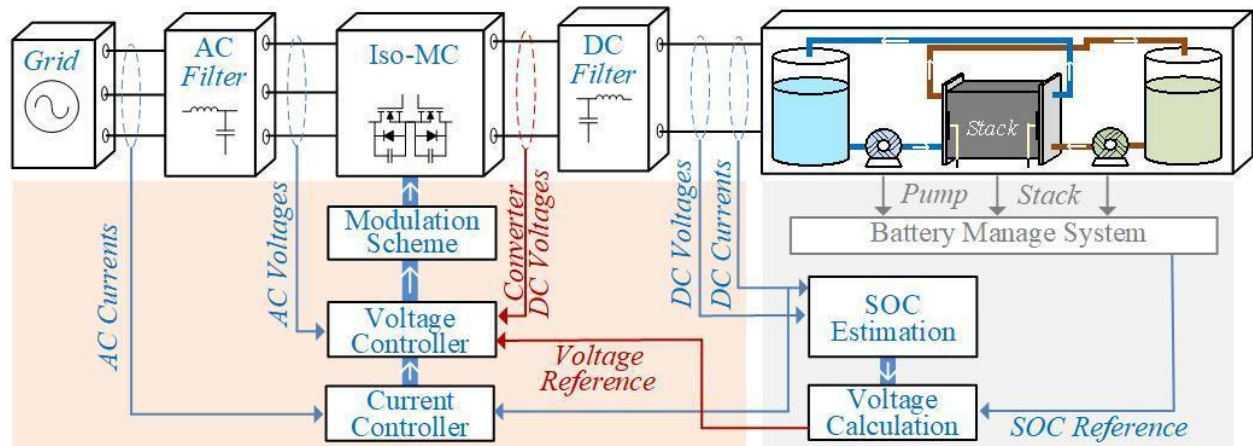 Grid
AC
Filter
Iso-MC
DC
Filter
Stack
AC Currents
AC Voltages
Converter
DC Voltages
DC Voltages
DC Currents
Pump
Stack
Battery Manage System
Modulation
Scheme
Voltage
Controller
Current
Controller
Voltage
Reference
SOC
Estimation
Voltage
Calculation
SOC Reference